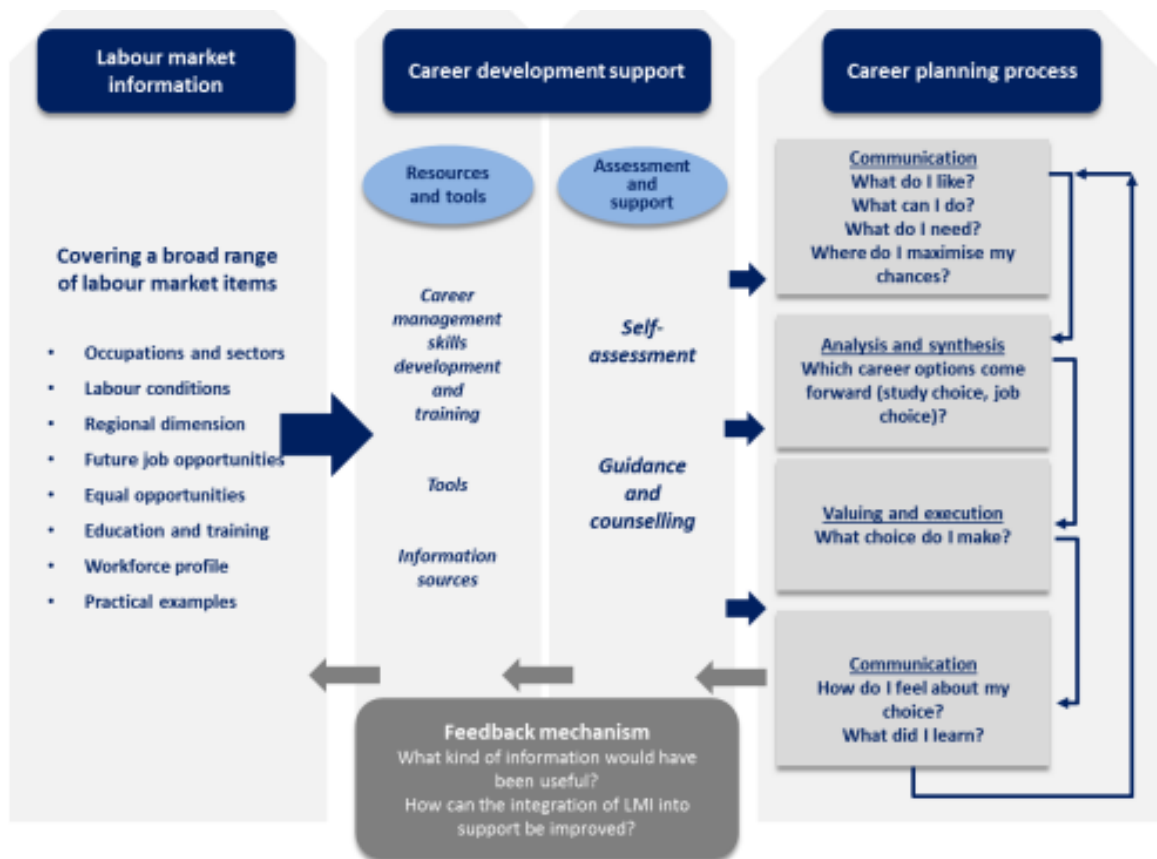 Labour market
information
Covering a broad range
of labour market items
• Occupations and sectors
• Labour conditions
• Regional dimension
• Future job opportunities
• Equal opportunities
• Education and training
• Workforce profile
• Practical examples
Career development support
Resources
and tools
Career
management
skills
development
and
training
Tools
Information
sources
Assessment
and
support
Self-
assessment
Guidance
and
counselling
Career planning process
Communication
What do I like?
What can I do?
What do I need?
Where do I maximise my
chances?
Analysis and synthesis
Which career options come
forward (study choice, job
choice)?
Valuing and execution
What choice do I make?
Communication
How do I feel about my
choice?
What did I learn?
Feedback mechanism
What kind of information would have
been useful?
How can the integration of LMI into
support be improved?